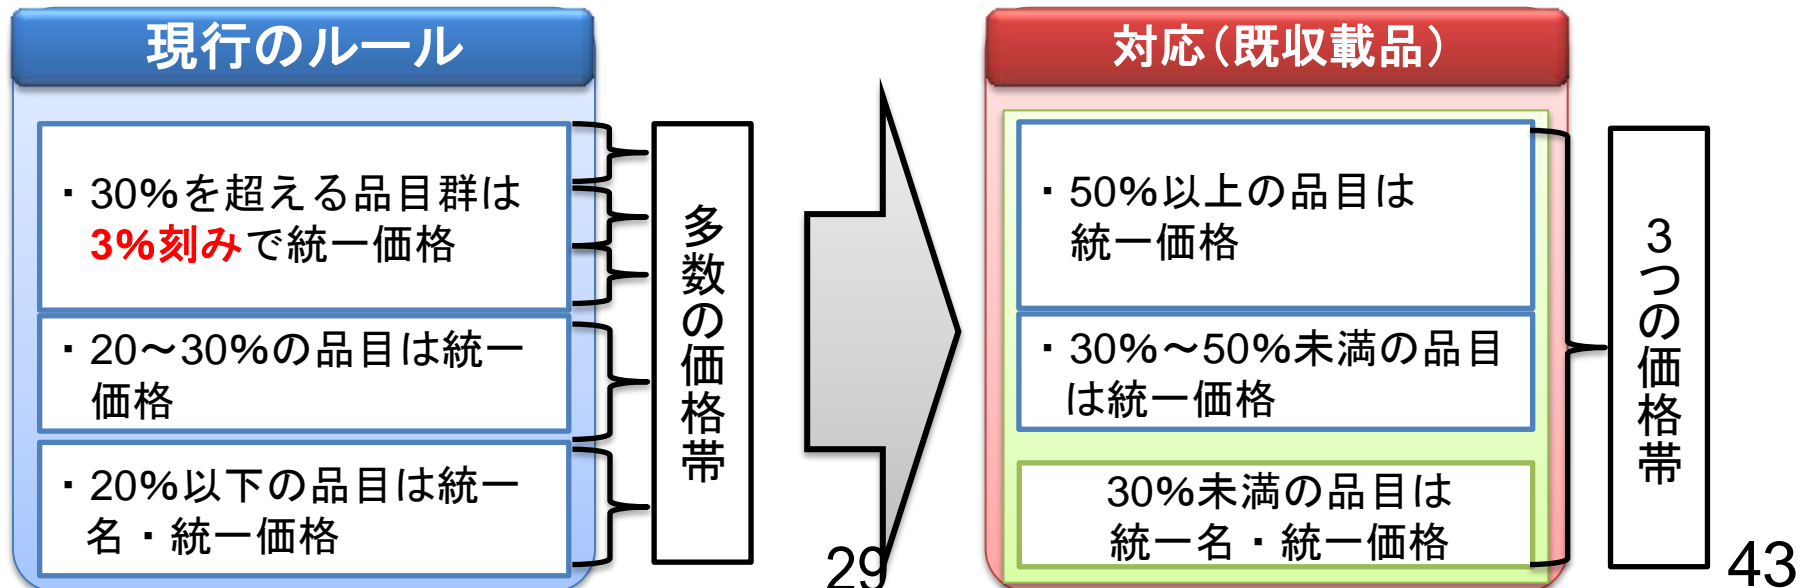 現行のルール
・30%を超える品目群は
3%刻みで統一価格
・20～30%の品目は統一
価格
・20%以下の品目は統一
名・統一価格
多数の価格帯
29
対応（既収載品）
・50%以上の品目は
統一価格
・30%～50%未満の品目
は統一価格
30%未満の品目は
統一名・統一価格
3つの価格帯
43